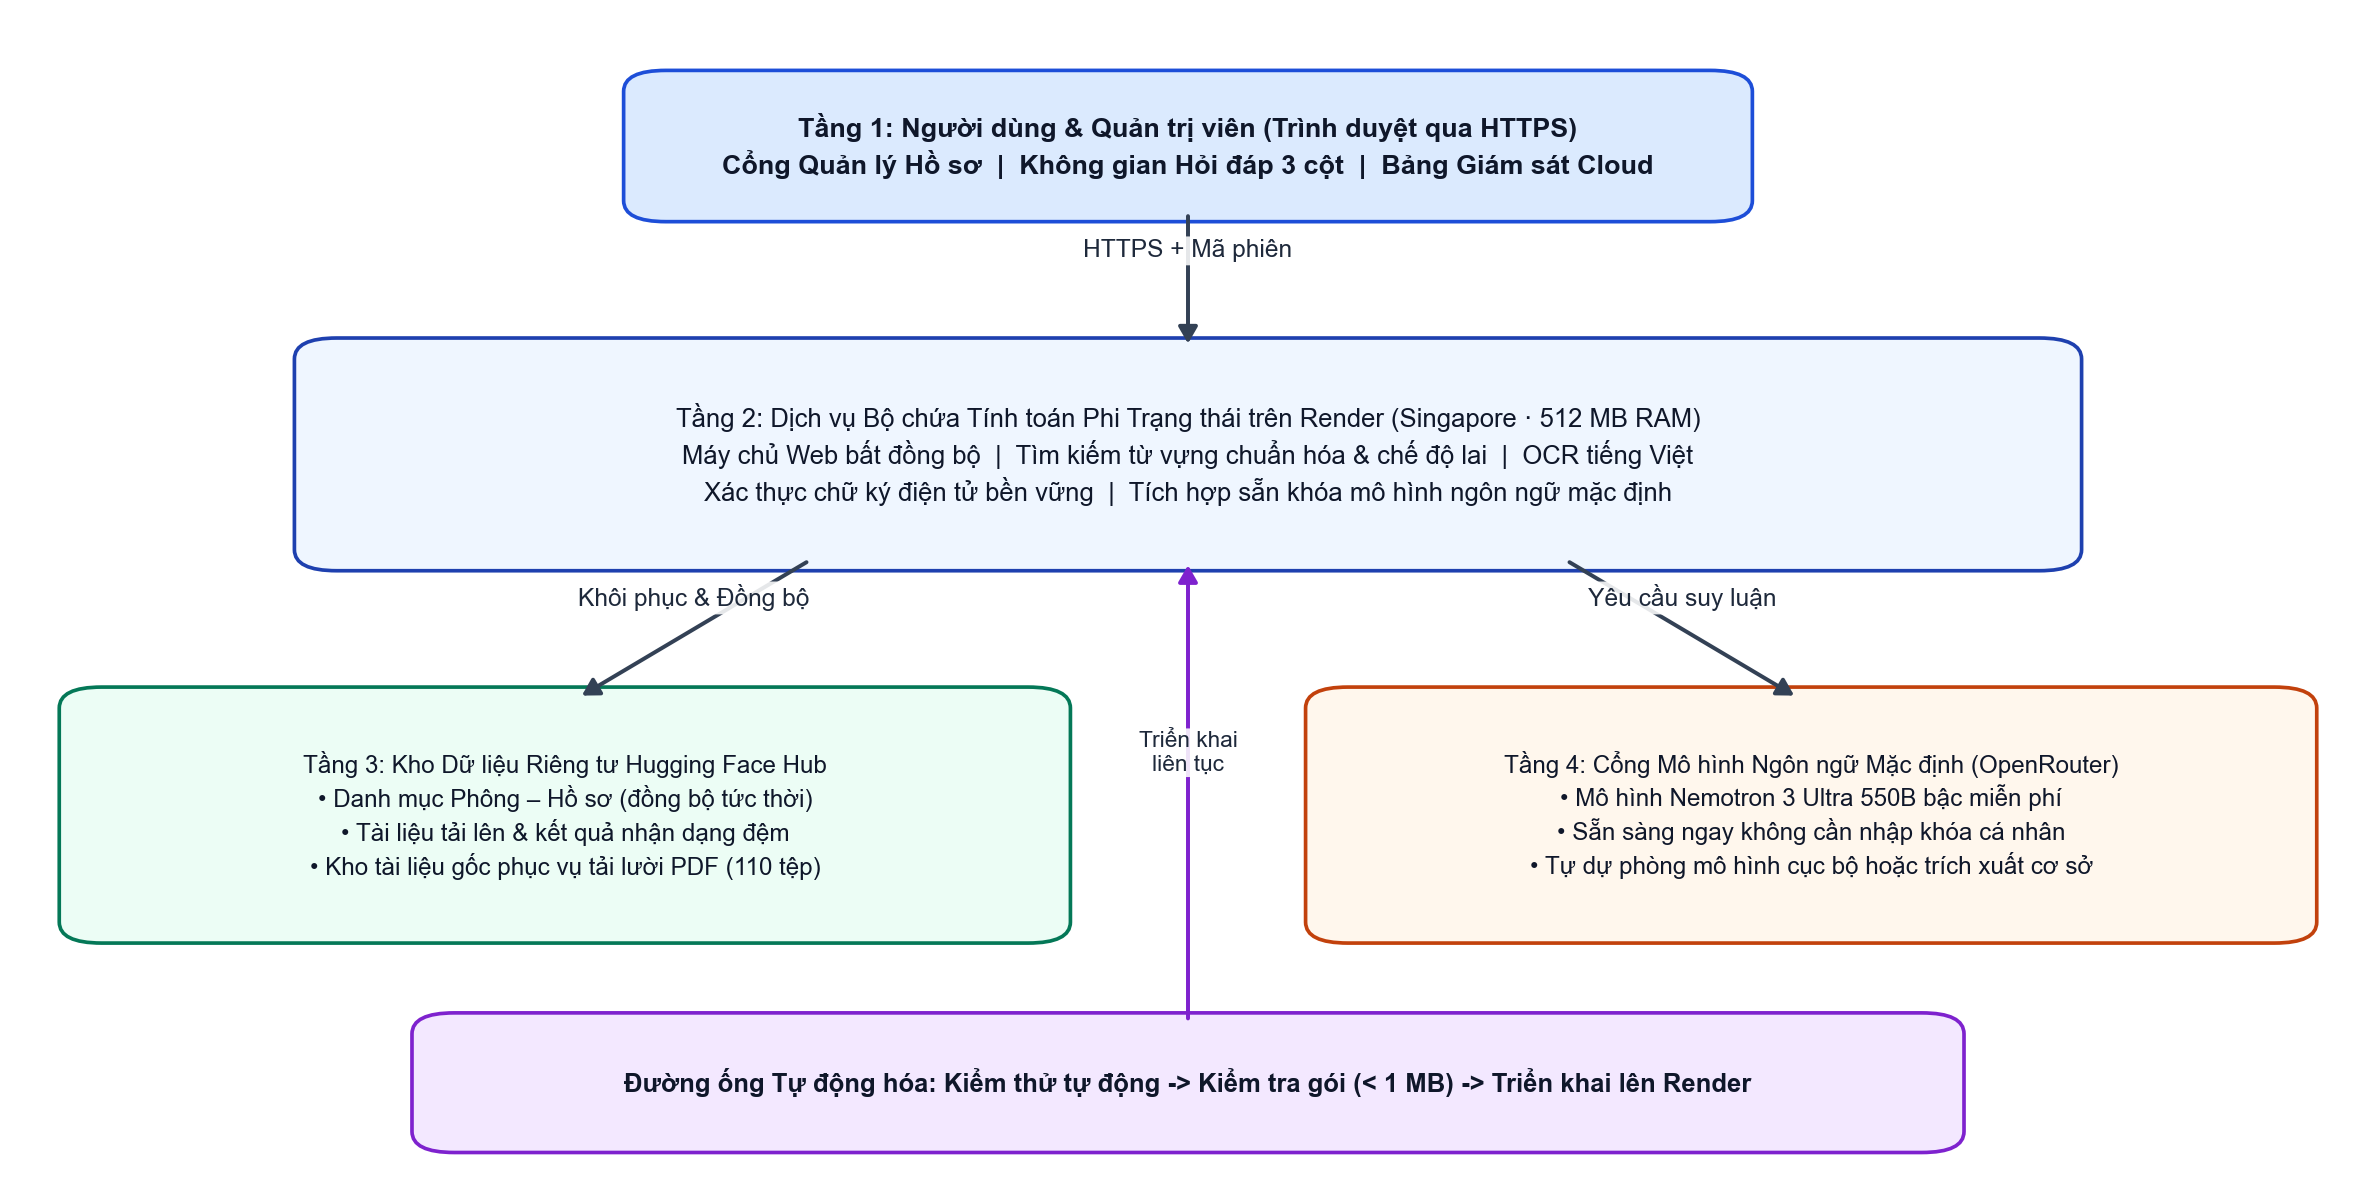 Tầng 1: Người dùng & Quản trị viên (Trình duyệt qua HTTPS)
Cổng Quản lý Hồ sơ | Không gian Hỏi đáp 3 cột | Bảng Giám sát Cloud
HTTPS + Mã phiên
Tầng 2: Dịch vụ Bộ chứa Tính toán Phi Trạng thái trên Render (Singapore · 512 MB RAM)
Máy chủ Web bất đồng bộ | Tìm kiếm từ vựng chuẩn hóa & chế độ lai | OCR tiếng Việt
Xác thực chữ ký điện tử bền vững | Tích hợp sẵn khóa mô hình ngôn ngữ mặc định
Khôi phục & Đồng bộ
Yêu cầu suy luận
Tầng 3: Kho Dữ liệu Riêng tư Hugging Face Hub
• Danh mục Phông – Hồ sơ (đồng bộ tức thời)
• Tài liệu tải lên & kết quả nhận dạng đệm
• Kho tài liệu gốc phục vụ tải lười PDF (110 tệp)
Triển khai
liên tục
Tầng 4: Cổng Mô hình Ngôn ngữ Mặc định (OpenRouter)
• Mô hình Nemotron 3 Ultra 550B bậc miễn phí
• Sẵn sàng ngay không cần nhập khóa cá nhân
• Tự dự phòng mô hình cục bộ hoặc trích xuất cơ sở
Đường ống Tự động hóa: Kiểm thử tự động -> Kiểm tra gói (< 1 MB) -> Triển khai lên Render